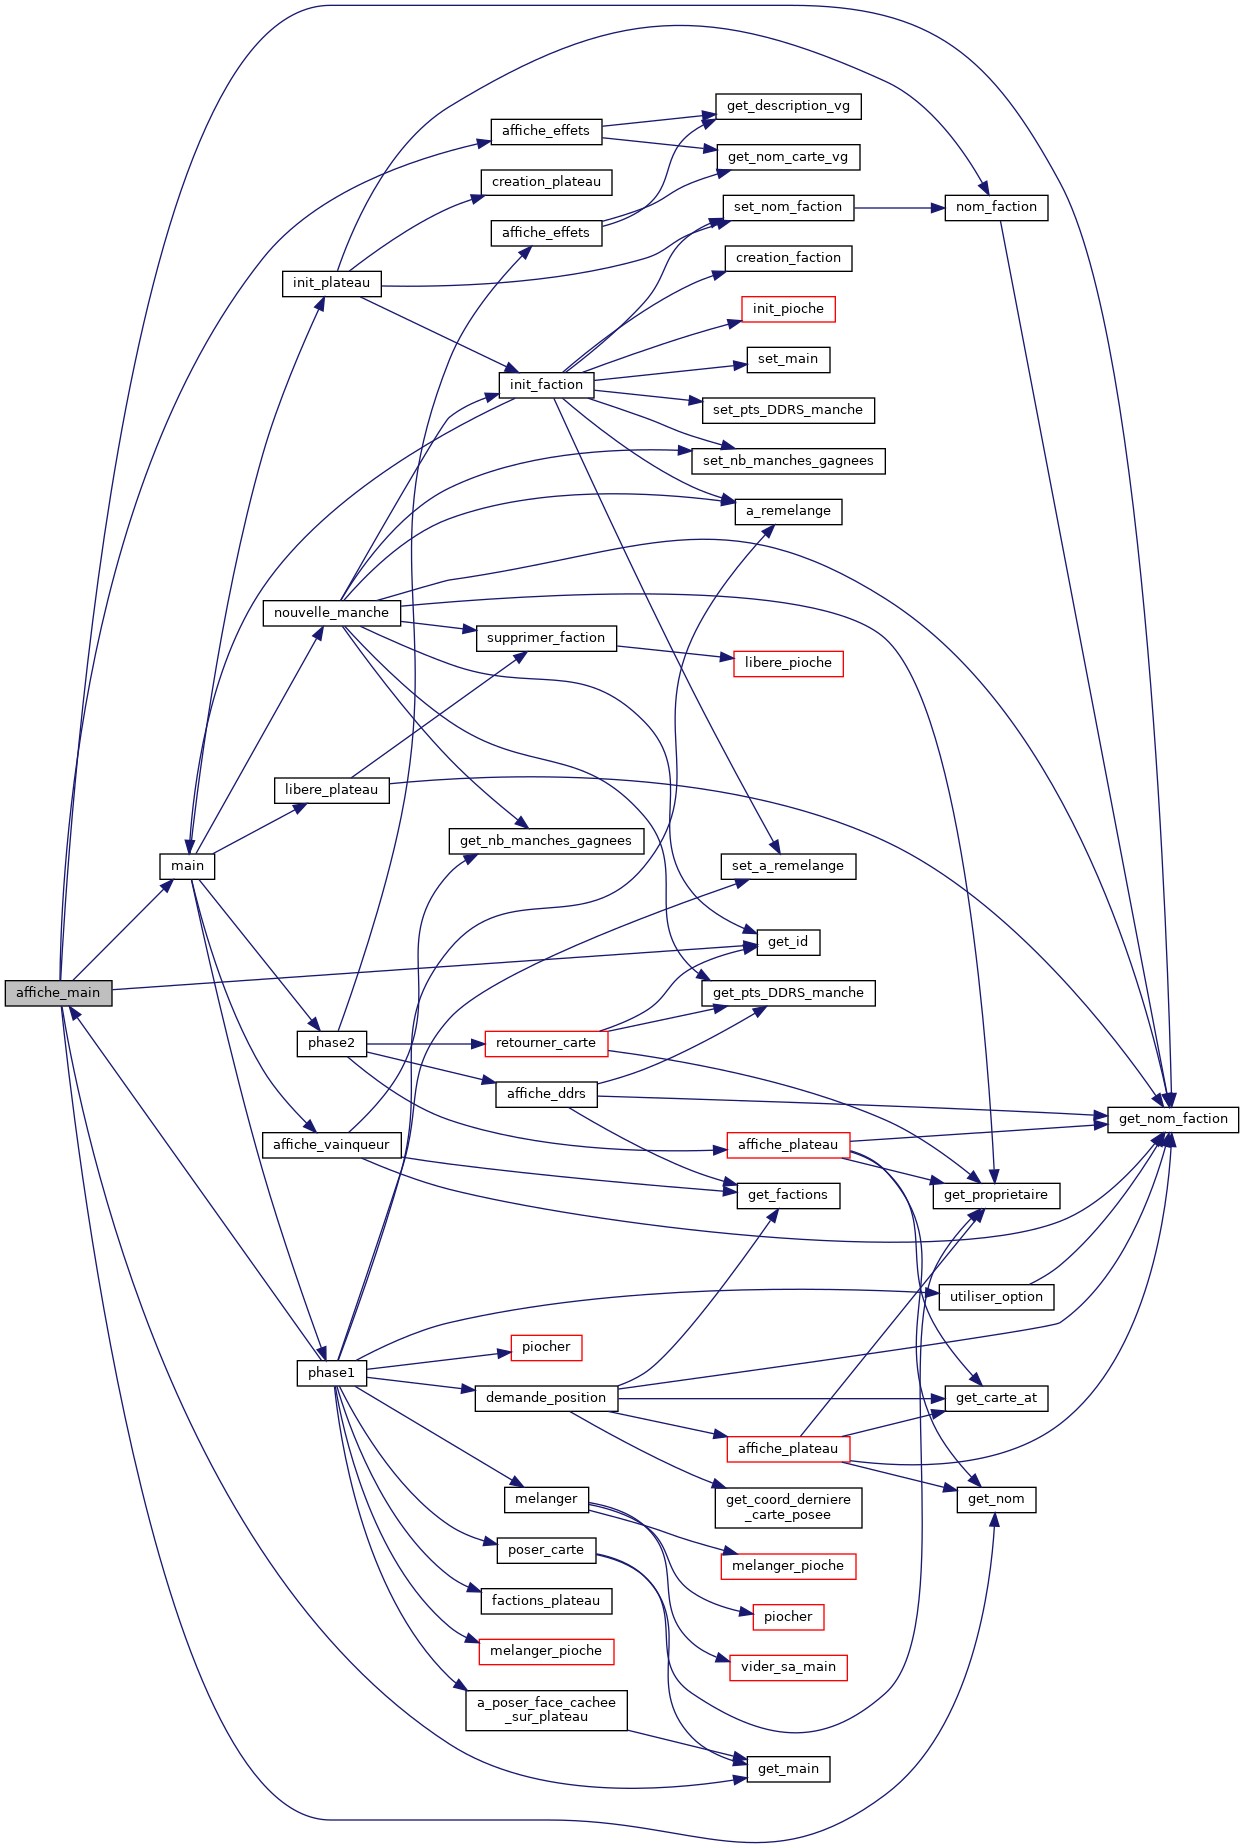 get_description_vg
affiche_effets
get_nom_carte_vg
creation_plateau
set_nom_faction
nom_faction
affiche_effets
creation_faction
init_plateau
init_pioche
set_main
init_faction
set_pts_DDRS_manche
set_nb_manches_gagnees
a_remelange
nouvelle_manche
supprimer_faction
libere_pioche
libere_plateau
get_nb_manches_gagnees
main
set_a_remelange
get_id
affiche_main
get_pts_DDRS_manche
phase2
retourner_carte
affiche_ddrs
get_nom_faction
affiche_vainqueur
affiche_plateau
get_factions
get_proprietaire
utiliser_option
piocher
phase1
demande_position
get_carte_at
affiche_plateau
melanger
get_coord_derniere
_carte_posee
get_nom
poser_carte
melanger_pioche
factions_plateau
piocher
melanger_pioche
vider_sa_main
a_poser_face_cachee
_sur_plateau
get_main